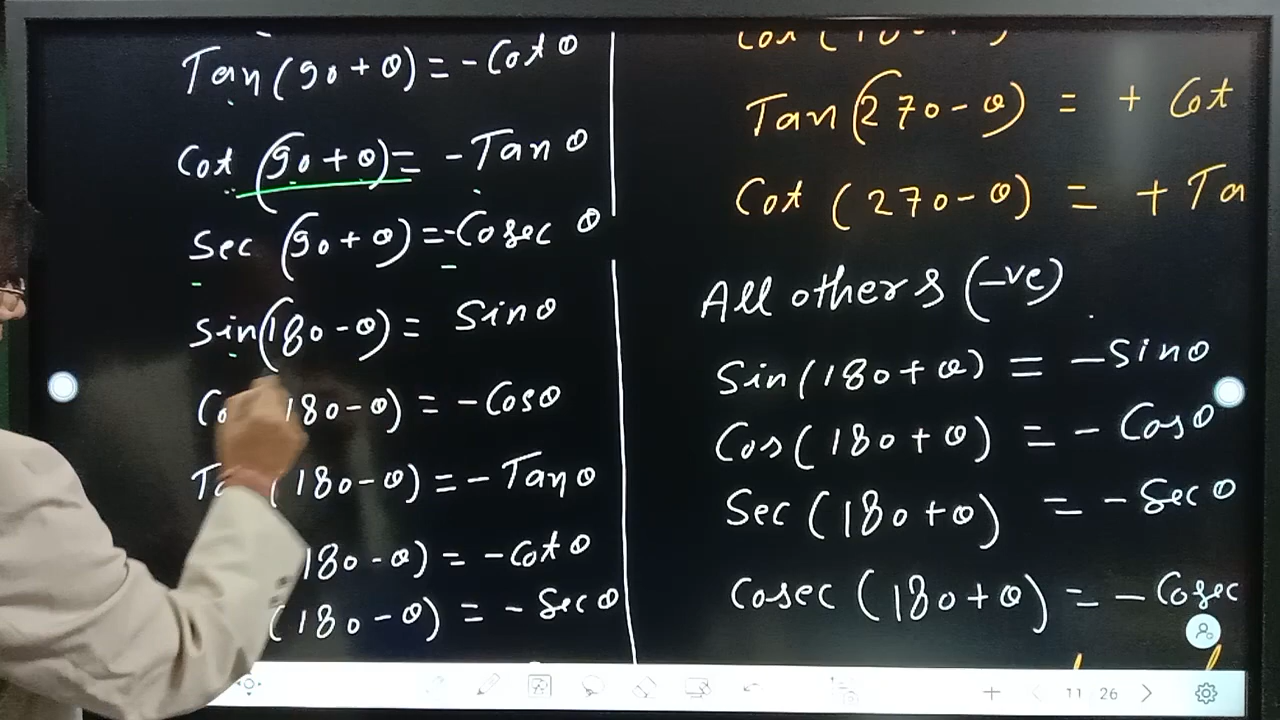 Tan(90+θ)=-Cotθ
Cot (90+θ)= -Tanθ
Sec (90+θ)=-Cosec θ
Sin(180-θ)= Sinθ
180-θ) = -Cosθ
(180-θ) = - Tanθ
180-θ) = -Cotθ
(180-θ) = - Secθ
Tan(270-θ) = + Cot
Cot (270-θ) = + Ta
All others (-ve)
Sin(180+θ) = -Sinθ
Cos(180+θ) = - Cosθ
Sec(180+θ) = -Secθ
Cosec(180+θ) = - Cosec
11 26